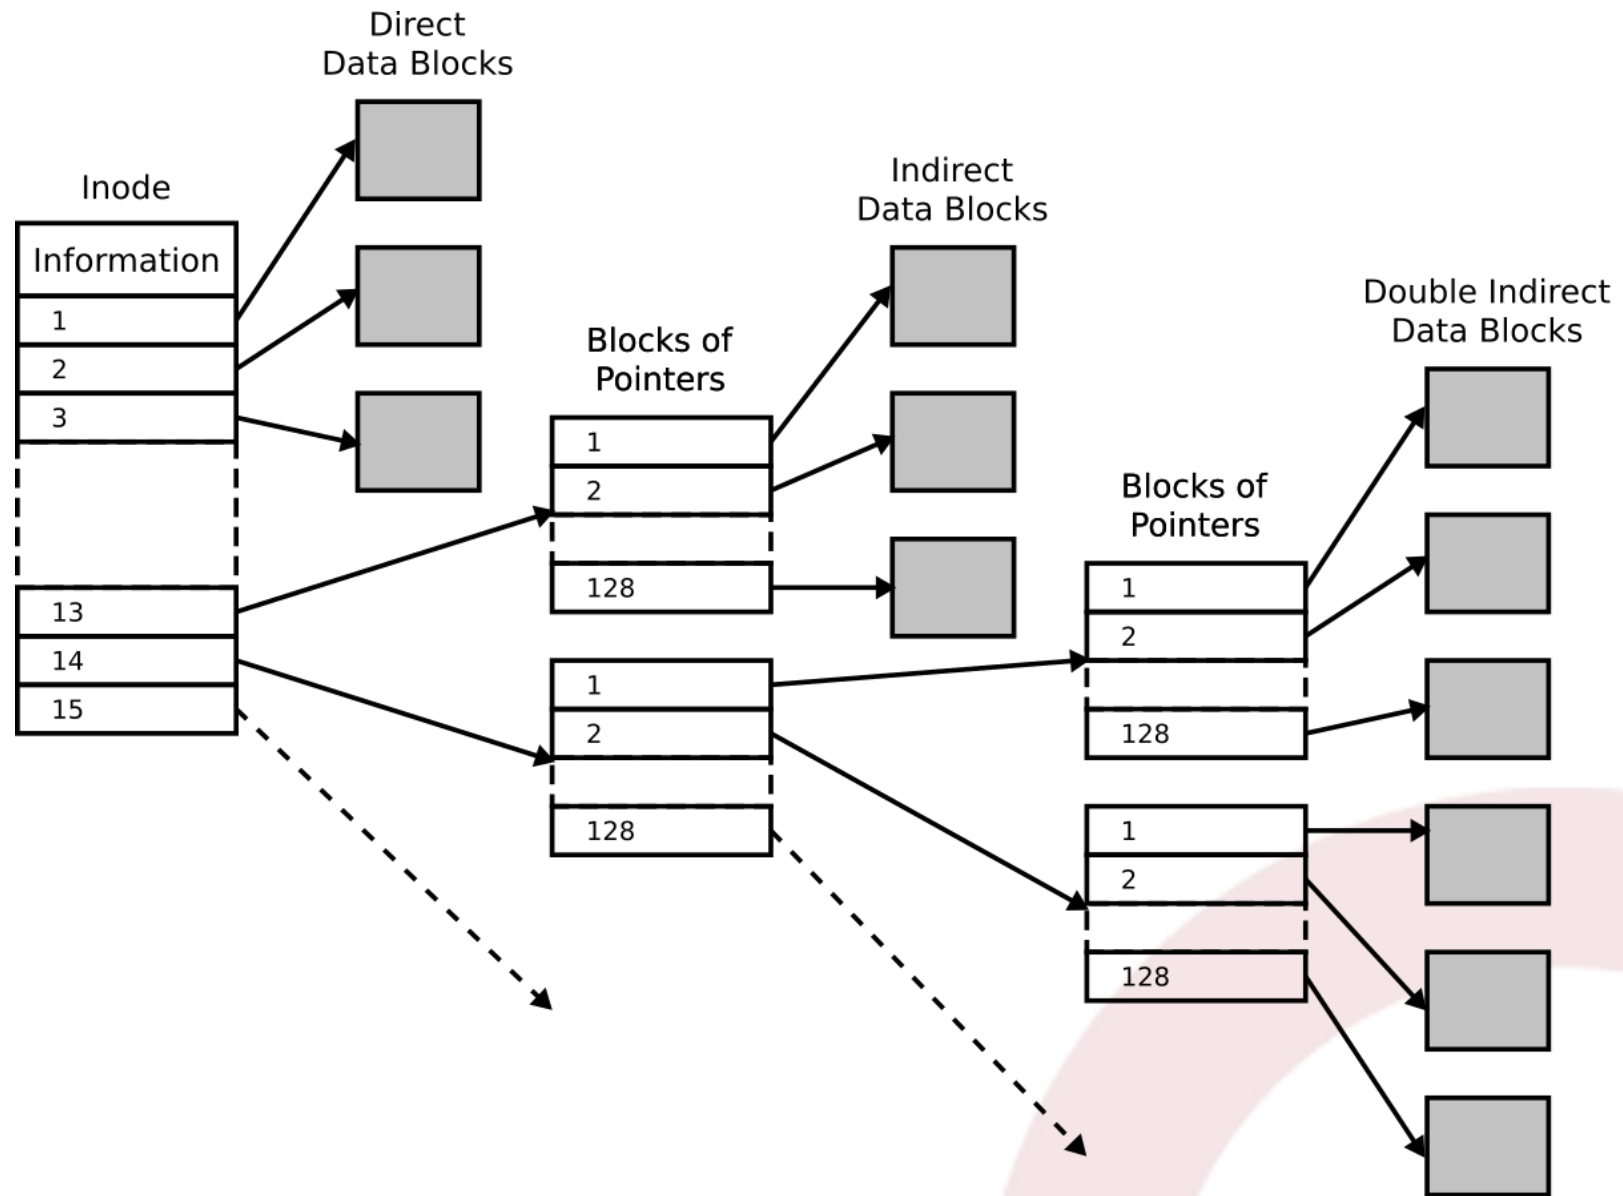 Direct
Data Blocks
Inode
Information
1
2
3
13
14
15
Blocks of
Pointers
1
2
128
1
2
128
Indirect
Data Blocks
Blocks of
Pointers
1
2
128
1
2
128
Double Indirect
Data Blocks